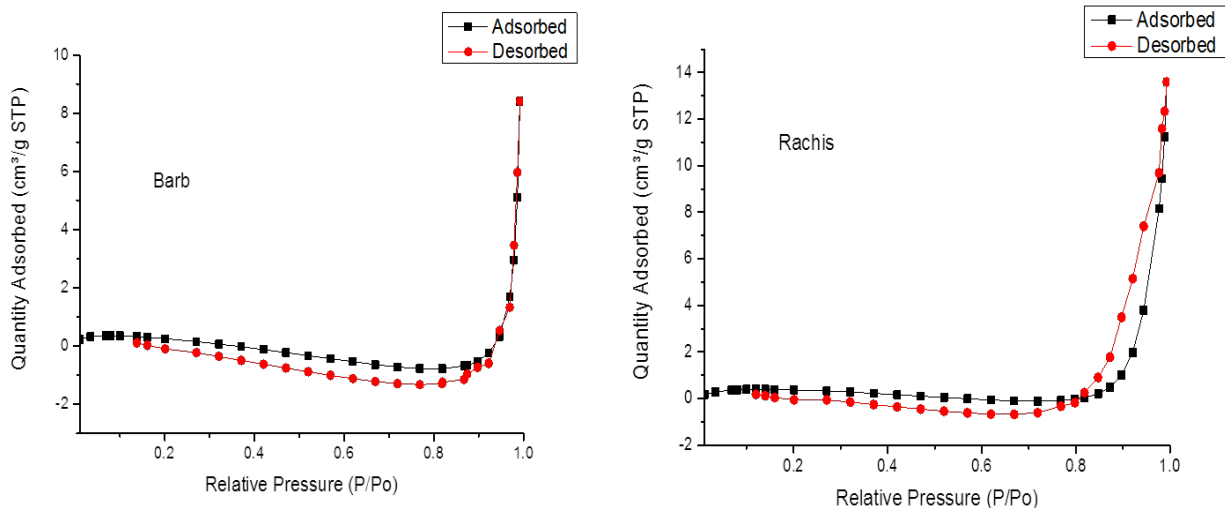 Adsorbed
Desorbed
10
8
6
4
2
0
-2
Quantity Adsorbed (cm³/g STP)
Barb
0.2 0.4 0.6 0.8 1.0
Relative Pressure (P/Po)
Adsorbed
Desorbed
14
12
10
8
6
4
2
0
-2
Quantity Adsorbed (cm³/g STP)
Rachis
0.2 0.4 0.6 0.8 1.0
Relative Pressure (P/Po)